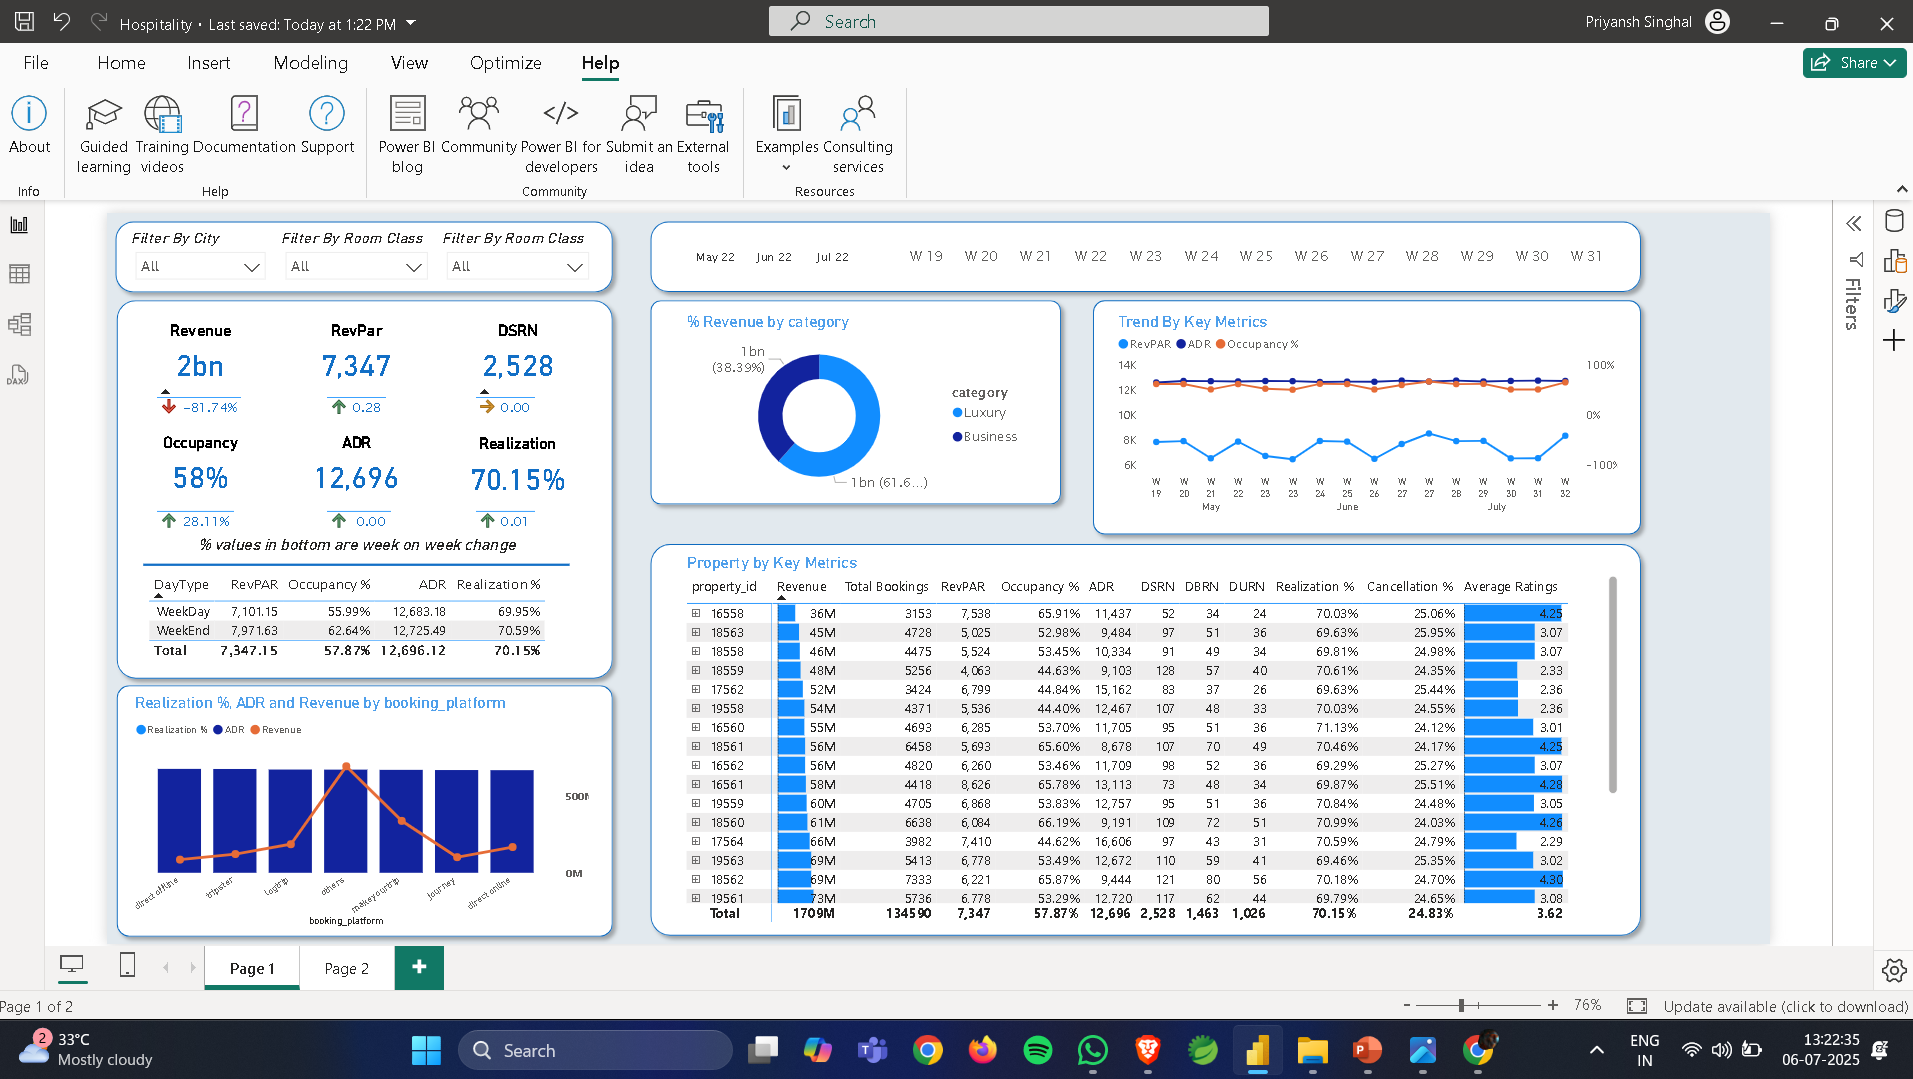 Hospitality • Last saved: Today at 1:22 PM
Search
Priyansh Singhal
File Home Insert Modeling View Optimize Help
Share
About
Guided learning
Training videos
Documentation
Support
Power BI blog
Community
Power BI for developers
Submit an idea
External tools
Examples
Consulting services
Info
Help
Community
Resources
Filter By City Filter By Room Class Filter By Room Class
All All All
May 22 Jun 22 Jul 22 W 19 W 20 W 21 W 22 W 23 W 24 W 25 W 26 W 27 W 28 W 29 W 30 W 31
Filters
Revenue RevPar DSRN
2bn 7,347 2,528
-81.74% 0.28 0.00
Occupancy ADR Realization
58% 12,696 70.15%
28.11% 0.00 0.01
% values in bottom are week on week change
DayType RevPAR Occupancy % ADR Realization %
WeekDay 7,101.15 55.99% 12,683.18 69.95%
WeekEnd 7,971.63 62.64% 12,725.49 70.59%
Total 7,347.15 57.87% 12,696.12 70.15%
% Revenue by category
1bn
(38.39%)
1bn (61.6...)
category
Luxury
Business
Trend By Key Metrics
RevPAR ADR Occupancy %
14K 100%
12K
10K 0%
8K
6K -100%
W W W W W W W W W W W W W W W W
19 20 21 22 23 23 24 25 26 27 27 28 29 30 31 32
May June July
Realization %, ADR and Revenue by booking_platform
Realization % ADR Revenue
500M
0M
direct offline tripster logtrip others makeyourtrip journey direct online
booking_platform
Property by Key Metrics
property_id Revenue Total Bookings RevPAR Occupancy % ADR DSRN DBRN DURN Realization % Cancellation % Average Ratings
16558 36M 3153 7,538 65.91% 11,437 52 34 24 70.03% 25.06% 4.25
18563 45M 4728 5,025 52.98% 9,484 97 51 36 69.63% 25.95% 3.07
18558 46M 4475 5,524 53.45% 10,334 91 49 34 69.81% 24.98% 3.07
18559 48M 5256 4,063 44.63% 9,103 128 57 40 70.61% 24.35% 2.33
17562 52M 3424 6,799 44.84% 15,162 83 37 26 69.63% 25.44% 2.36
19558 54M 4371 5,536 44.40% 12,467 107 48 33 70.03% 24.55% 2.36
16560 55M 4693 6,285 53.70% 11,705 95 51 36 71.13% 24.12% 3.01
18561 56M 6458 5,693 65.60% 8,678 107 70 49 70.46% 24.17% 4.25
16562 56M 4820 6,260 53.46% 11,709 98 52 36 69.29% 25.27% 3.07
16561 58M 4418 8,626 65.78% 13,113 73 48 34 69.87% 25.51% 4.28
19559 60M 4705 6,868 53.83% 12,757 95 51 36 70.84% 24.48% 3.05
18560 61M 6638 6,084 66.19% 9,191 109 72 51 70.99% 24.03% 4.26
17564 66M 3982 7,410 44.62% 16,606 97 43 31 70.59% 24.79% 2.29
19563 69M 5413 6,778 53.49% 12,672 110 59 41 69.46% 25.35% 3.02
18562 69M 7333 6,221 65.87% 9,444 121 80 56 70.18% 24.70% 4.30
19561 73M 5736 6,778 53.29% 12,720 117 62 44 69.79% 24.65% 3.08
Total 1709M 134590 7,347 57.87% 12,696 2,528 1,463 1,026 70.15% 24.83% 3.62
DAX
Page 1 Page 2 +
Page 1 of 2
76%
Update available (click to download)
2
33°C
Mostly cloudy
Search
ENG
IN
13:22:35
06-07-2025